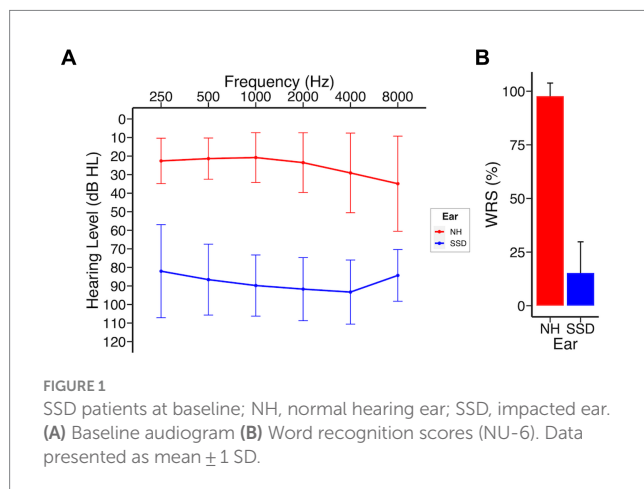 A
Frequency (Hz)
250 500 1000 2000 4000 8000
Hearing Level (dB HL)
0
10
20
30
40
50
60
70
80
90
100
110
120
Ear
NH
SSD
B
WRS (%)
100
75
50
25
0
NH SSD
Ear
FIGURE 1
SSD patients at baseline; NH, normal hearing ear; SSD, impacted ear.
(A) Baseline audiogram (B) Word recognition scores (NU-6). Data
presented as mean ± 1 SD.